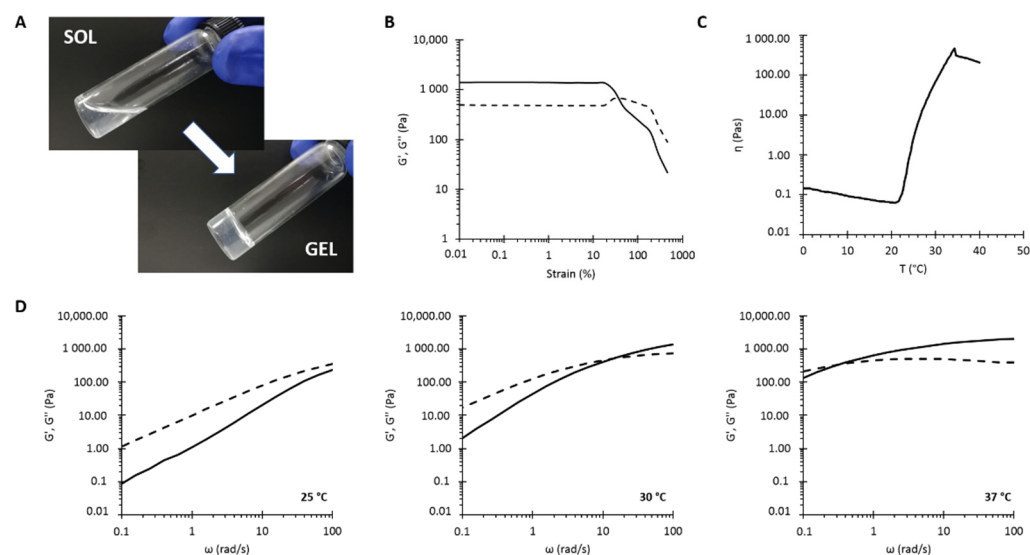 A
SOL
GEL
B
10,000
1 000
100
10
1
G', G'' (Pa)
0.01
0.1
1
10
100
1000
Strain (%)
C
1 000.00
100.00
10.00
1.00
0.1
0.01
η (Pas)
0
10
20
30
40
50
T (°C)
D
10,000.00
1 000.00
100.00
10.00
1.00
0.1
0.01
G', G'' (Pa)
25 °C
0.1
1
10
100
ω (rad/s)
10,000.00
1 000.00
100.00
10.00
1.00
0.1
0.01
G', G'' (Pa)
30 °C
0.1
1
10
100
ω (rad/s)
10,000.00
1 000.00
100.00
10.00
1.00
0.1
0.01
G', G'' (Pa)
37 °C
0.1
1
10
100
ω (rad/s)